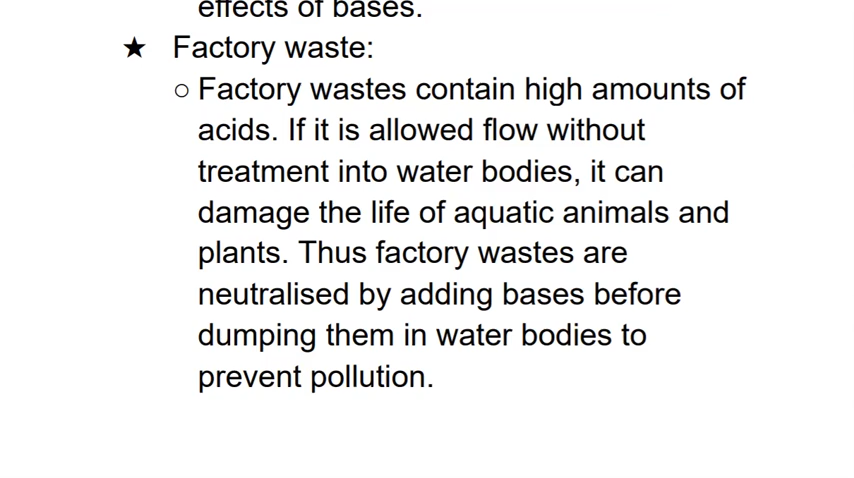 effects of bases.
★ Factory waste:
○ Factory wastes contain high amounts of
acids. If it is allowed flow without
treatment into water bodies, it can
damage the life of aquatic animals and
plants. Thus factory wastes are
neutralised by adding bases before
dumping them in water bodies to
prevent pollution.